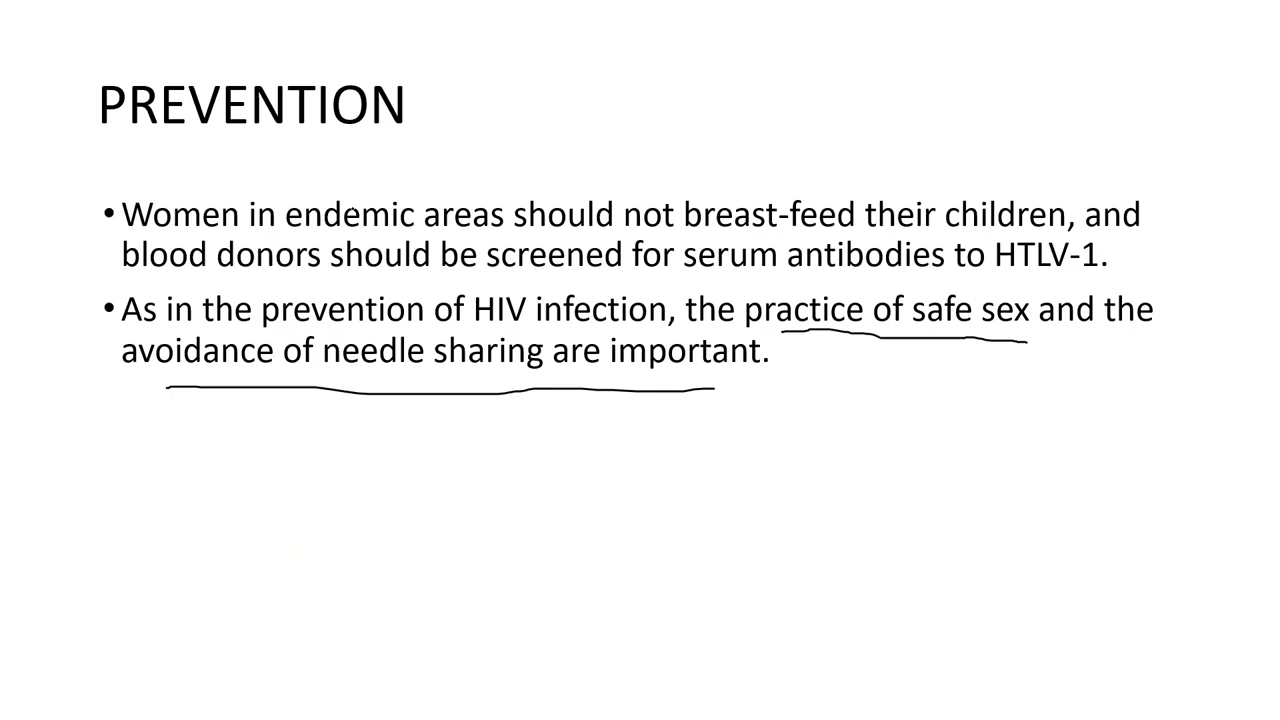 PREVENTION
• Women in endemic areas should not breast-feed their children, and
blood donors should be screened for serum antibodies to HTLV-1.
• As in the prevention of HIV infection, the practice of safe sex and the
avoidance of needle sharing are important.